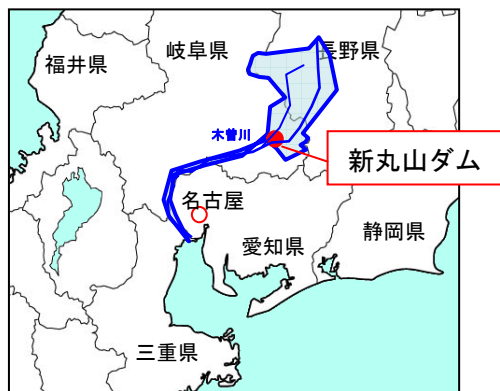 福井県
岐阜県
長野県
木曽川
新丸山ダム
名古屋
愛知県
静岡県
三重県